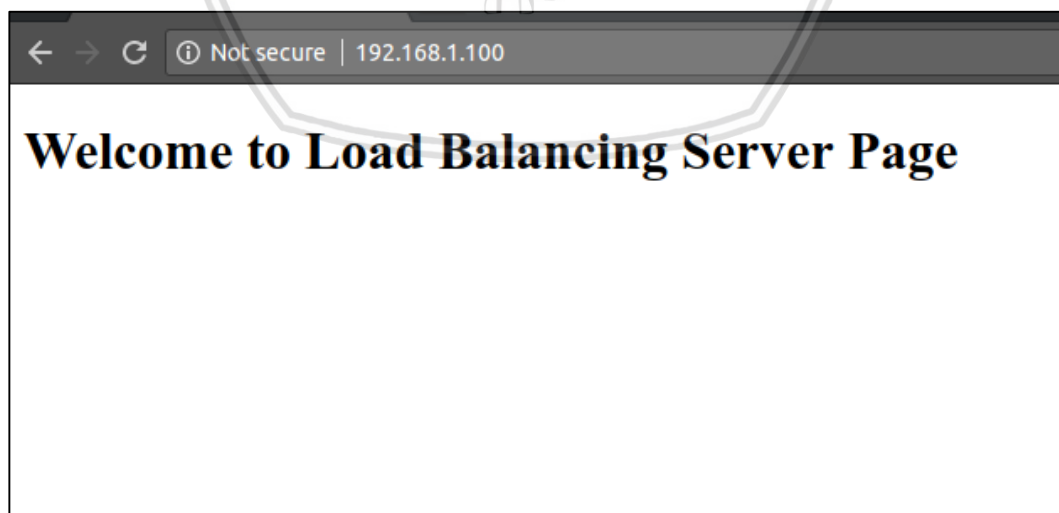 Not secure | 192.168.1.100
Welcome to Load Balancing Server Page